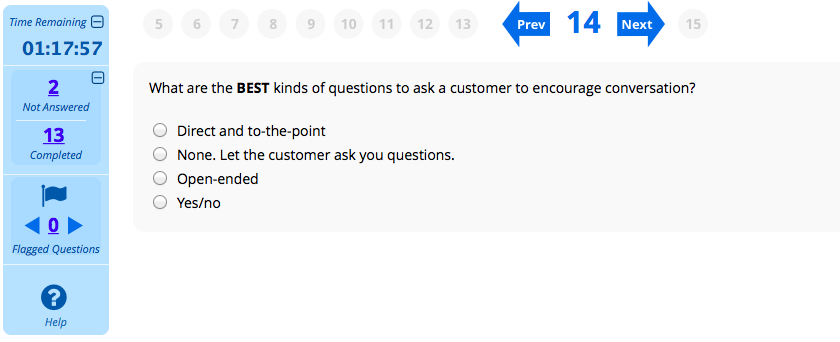 Time Remaining
01:17:57
2
Not Answered
13
Completed
0
Flagged Questions
Help
5 6 7 8 9 10 11 12 13 Prev 14 Next 15
What are the BEST kinds of questions to ask a customer to encourage conversation?
Direct and to-the-point
None. Let the customer ask you questions.
Open-ended
Yes/no